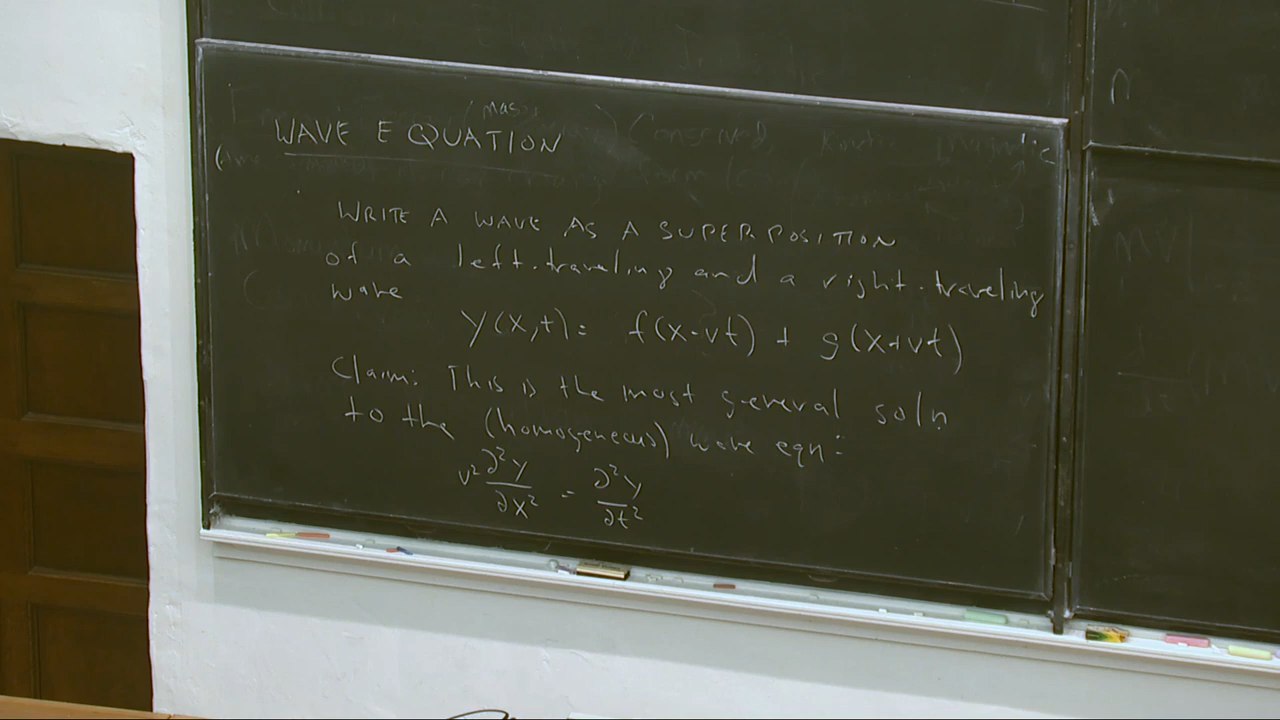 WAVE EQUATION
WRITE A WAVE AS A SUPERPOSITION
of a left-traveling and a right-traveling
wave
y(x,t) = f(x-vt) + g(x+vt)
Claim: This is the most general soln
to the (homogeneous) wave eqn:
v² ∂²y/∂x² = ∂²y/∂t²